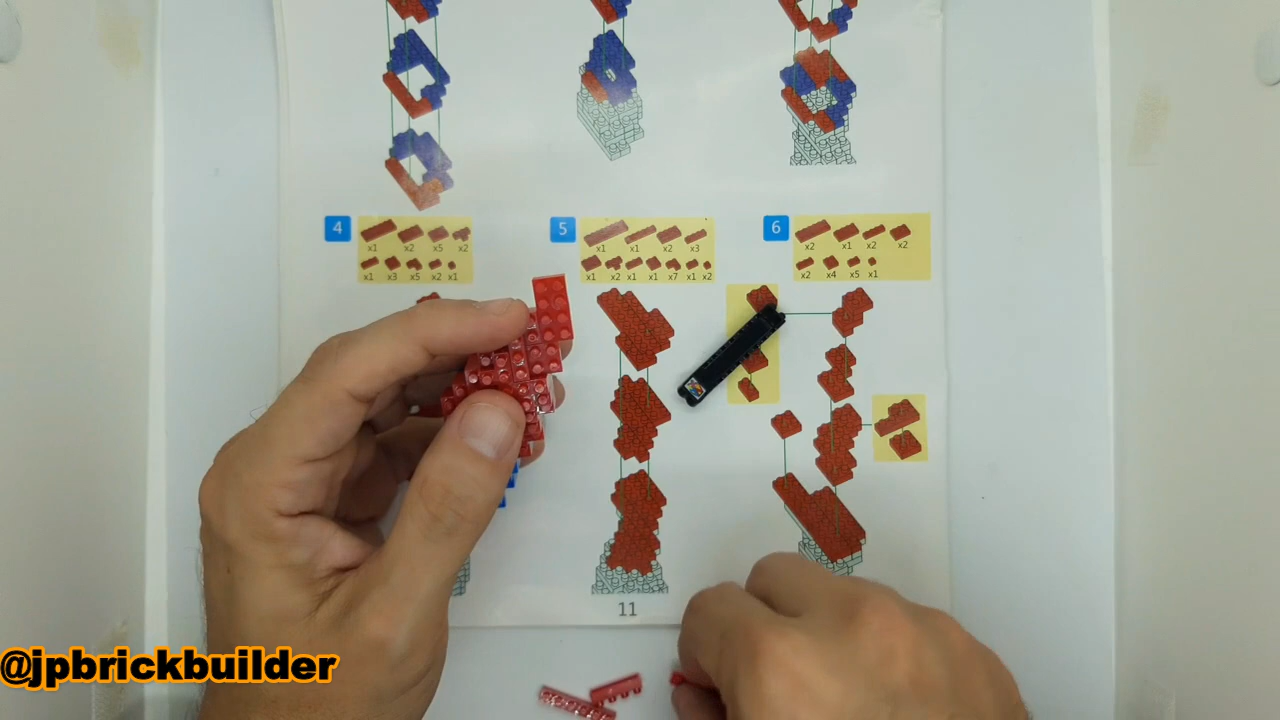 4
x1 x2 x5 x2
x1 x3 x5 x2 x1
5
x1 x1 x2 x3
x1 x2 x1 x1 x7 x1 x2
6
x2 x1 x2 x2
x2 x4 x5 x1
11
@jpbrickbuilder